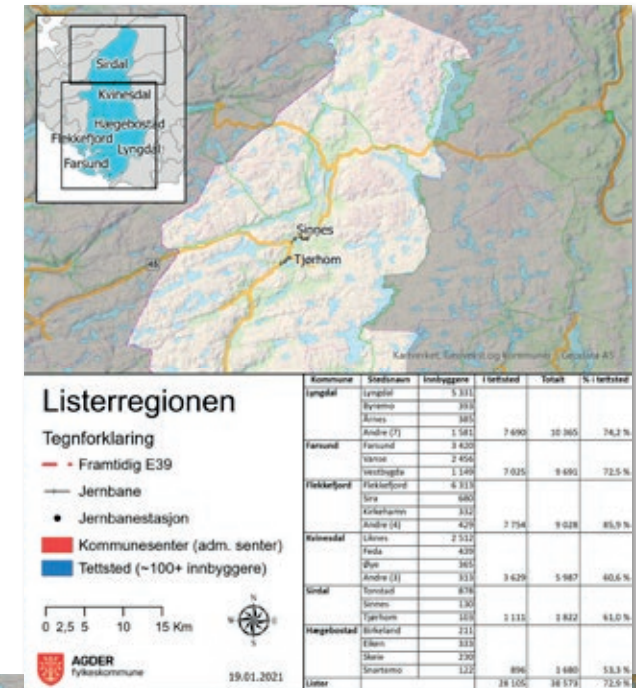 Sirdal
Kvinesdal
Hægebostad
Flekkefjord
Lyngdal
Farsund
Sinnes
Tjørhom
45
Kartverket, Geovekst og kommuner | Geodata AS
Listerregionen
Tegnforklaring
Framtidig E39
Jernbane
Jernbanestasjon
Kommunesenter (adm. senter)
Tettsted (~100+ innbyggere)
0 2,5 5 10 15 Km
N
E
S
AGDER
fylkeskommune
19.01.2021
Kommune Stedsnavn Innbyggere I tettsted Totalt % i tettsted
Lyngdal Lyngdal 5 331
Byremo 393
Årnes 385
Andre (7) 1 581 7 690 10 365 74,2 %
Farsund Farsund 3 420
Vanse 2 456
Vestbygda 1 149 7 025 9 691 72,5 %
Flekkefjord Flekkefjord 6 313
Sira 680
Kirkehamn 332
Andre (4) 429 7 754 9 028 85,9 %
Kvinesdal Liknes 2 512
Feda 439
Øye 365
Andre (3) 313 3 629 5 987 60,6 %
Sirdal Tonstad 878
Sinnes 130
Tjørhom 103 1 111 1 822 61,0 %
Hægebostad Birkeland 211
Eiken 333
Skeie 230
Snartemo 122 896 1 680 53,3 %
Lister 28 105 38 573 72,9 %